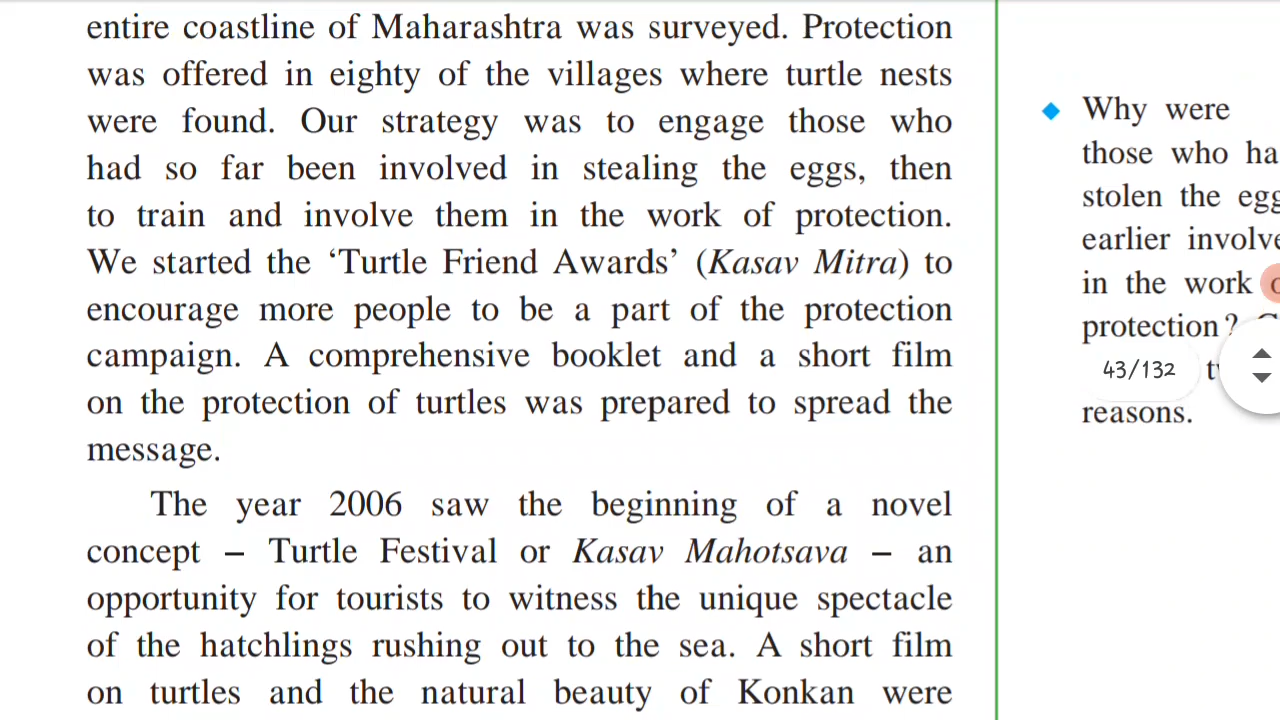 entire coastline of Maharashtra was surveyed. Protection
was offered in eighty of the villages where turtle nests
were found. Our strategy was to engage those who
had so far been involved in stealing the eggs, then
to train and involve them in the work of protection.
We started the ‘Turtle Friend Awards’ (Kasav Mitra) to
encourage more people to be a part of the protection
campaign. A comprehensive booklet and a short film
on the protection of turtles was prepared to spread the
message.
The year 2006 saw the beginning of a novel
concept – Turtle Festival or Kasav Mahotsava – an
opportunity for tourists to witness the unique spectacle
of the hatchlings rushing out to the sea. A short film
on turtles and the natural beauty of Konkan were
Why were
those who ha
stolen the egg
earlier involve
in the work
protection?
43/132
reasons.